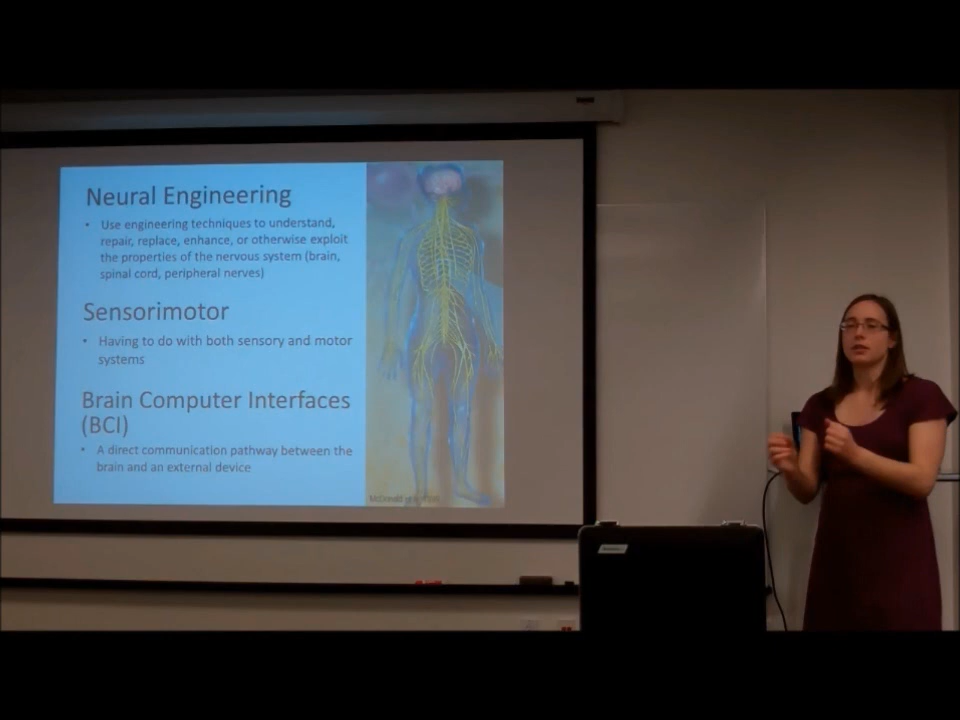 Neural Engineering
• Use engineering techniques to understand,
repair, replace, enhance, or otherwise exploit
the properties of the nervous system (brain,
spinal cord, peripheral nerves)
Sensorimotor
• Having to do with both sensory and motor
systems
Brain Computer Interfaces
(BCI)
• A direct communication pathway between the
brain and an external device